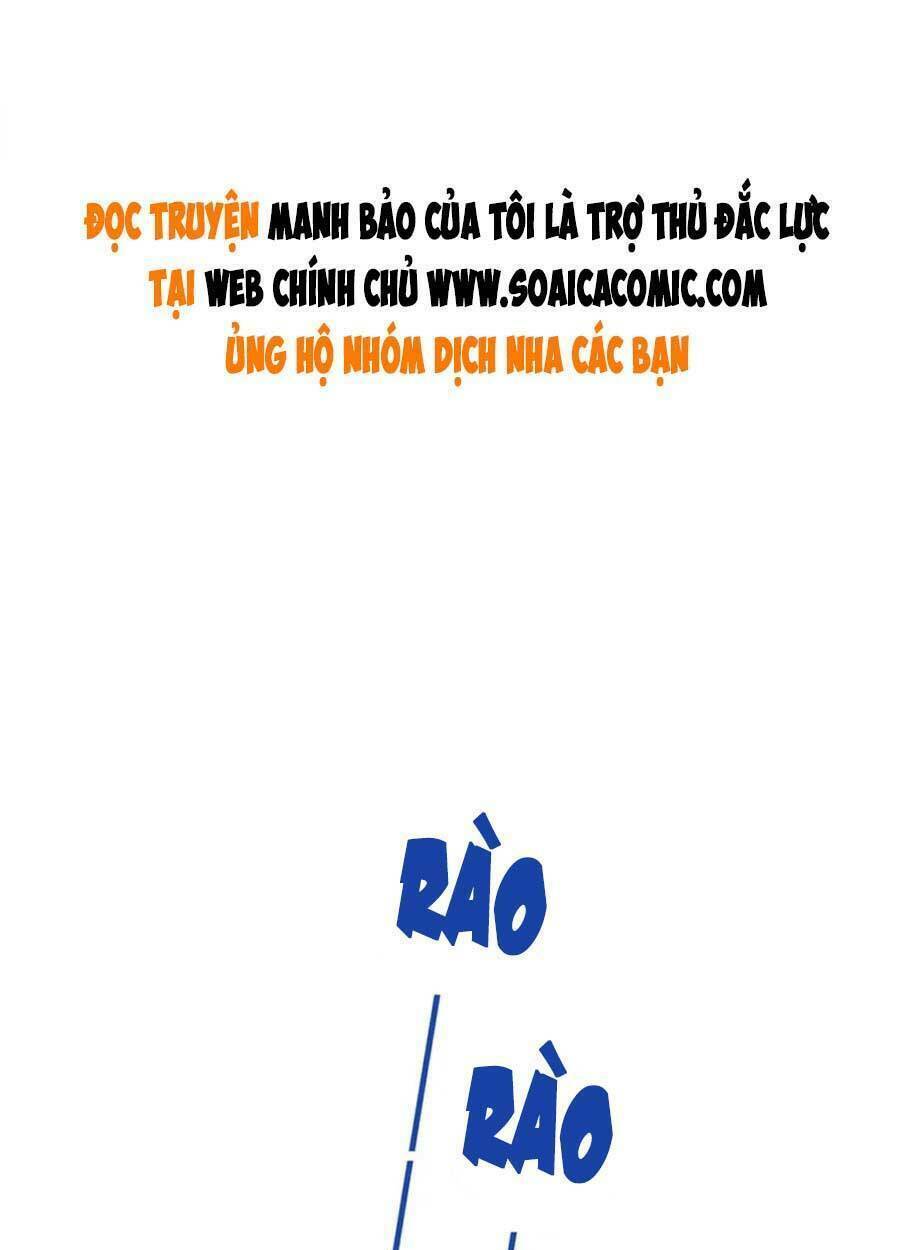 ĐỌC TRUYỆN MANH BẢO CỦA TÔI LÀ TRỢ THỦ ĐẮC LỰC
TẠI WEB CHÍNH CHỦ WWW.SOAICACOMIC.COM
ỦNG HỘ NHÓM DỊCH NHA CÁC BẠN
RÀO
RÀO